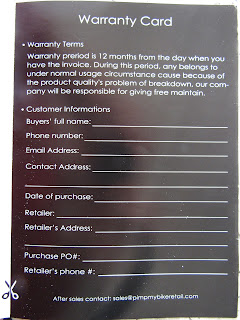 Warranty Card
• Warranty Terms
Warranty preriod is 12 months from the day when you
have the invoice. During this period, any belongs to
under normal usage circumstance cause because of
the product quality's problem of breakdown, our com-
pany will be responsible for giving free maintain.
• Customer Informations
Buyers' full name:
Phone number:
Email Address:
Contact Address:
Date of purchase:
Retailer:
Retailer's Address:
Purchase PO#:
Retailer's phone #:
After sales contact: sales@pimpmybikeretail.com